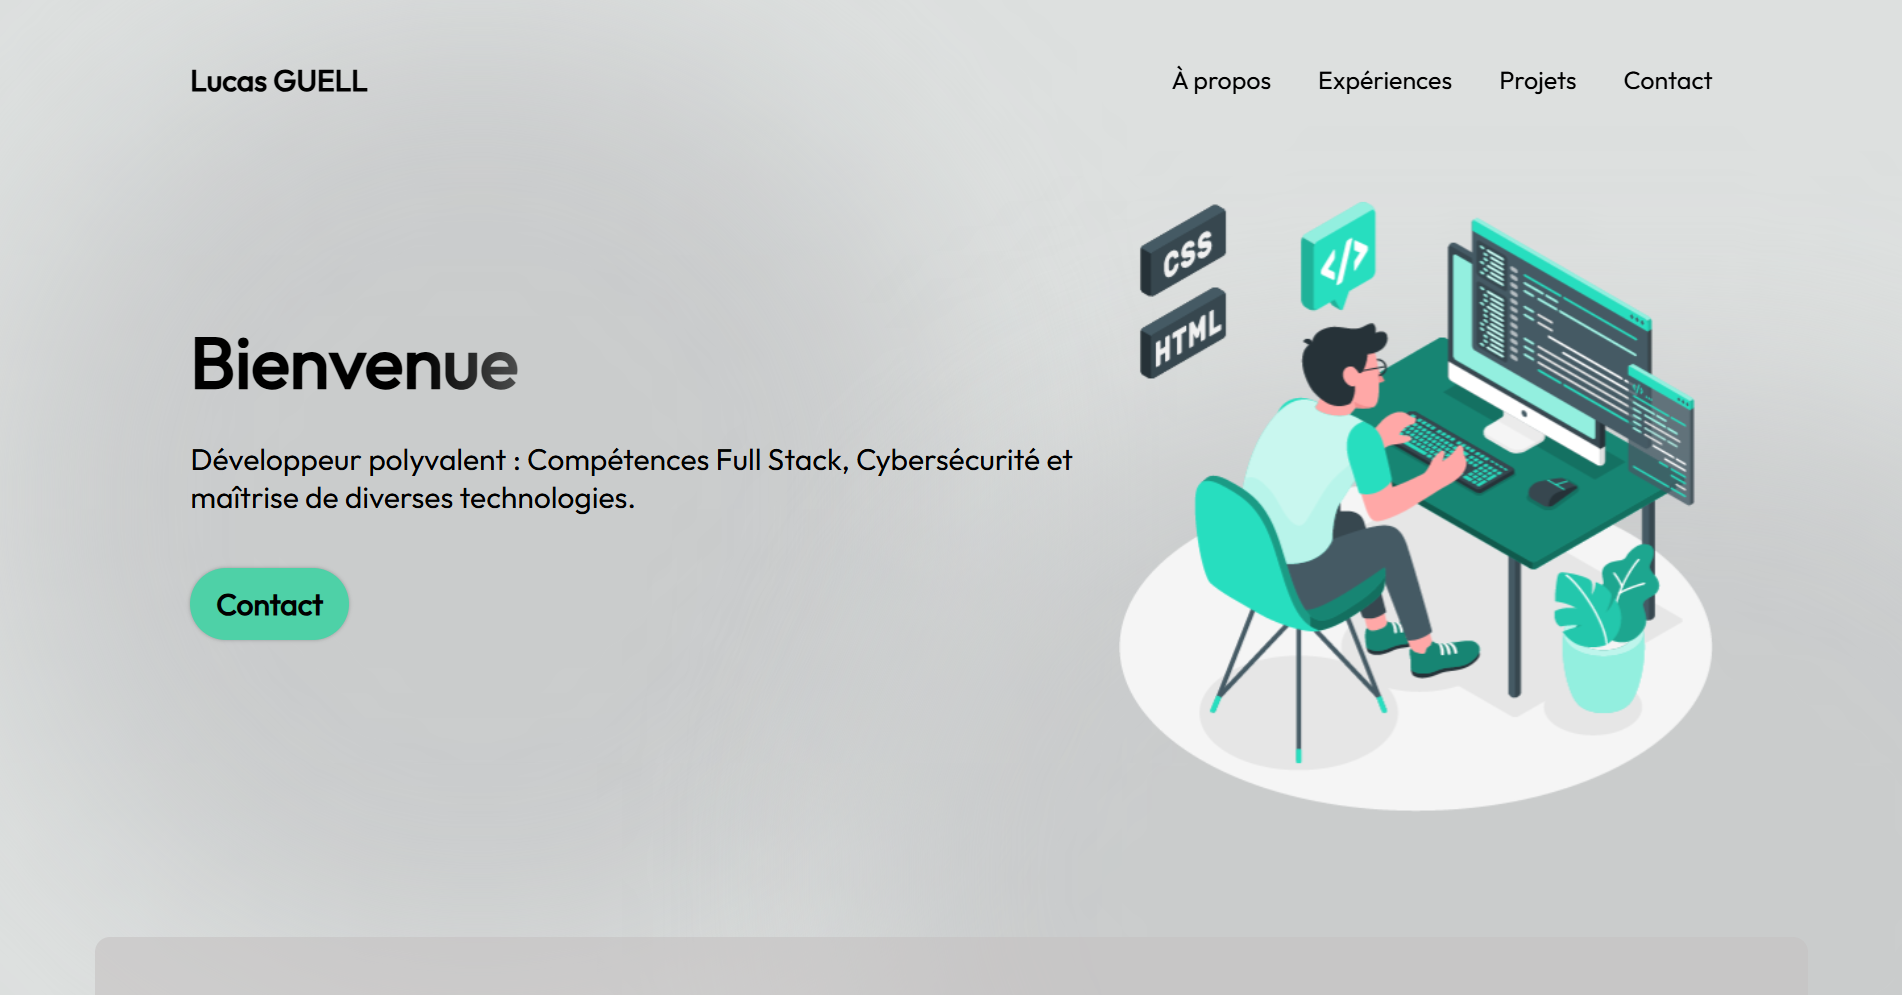 Lucas GUELL
À propos
Expériences
Projets
Contact
CSS
</>
HTML
Bienvenue
Développeur polyvalent : Compétences Full Stack, Cybersécurité et
maîtrise de diverses technologies.
Contact